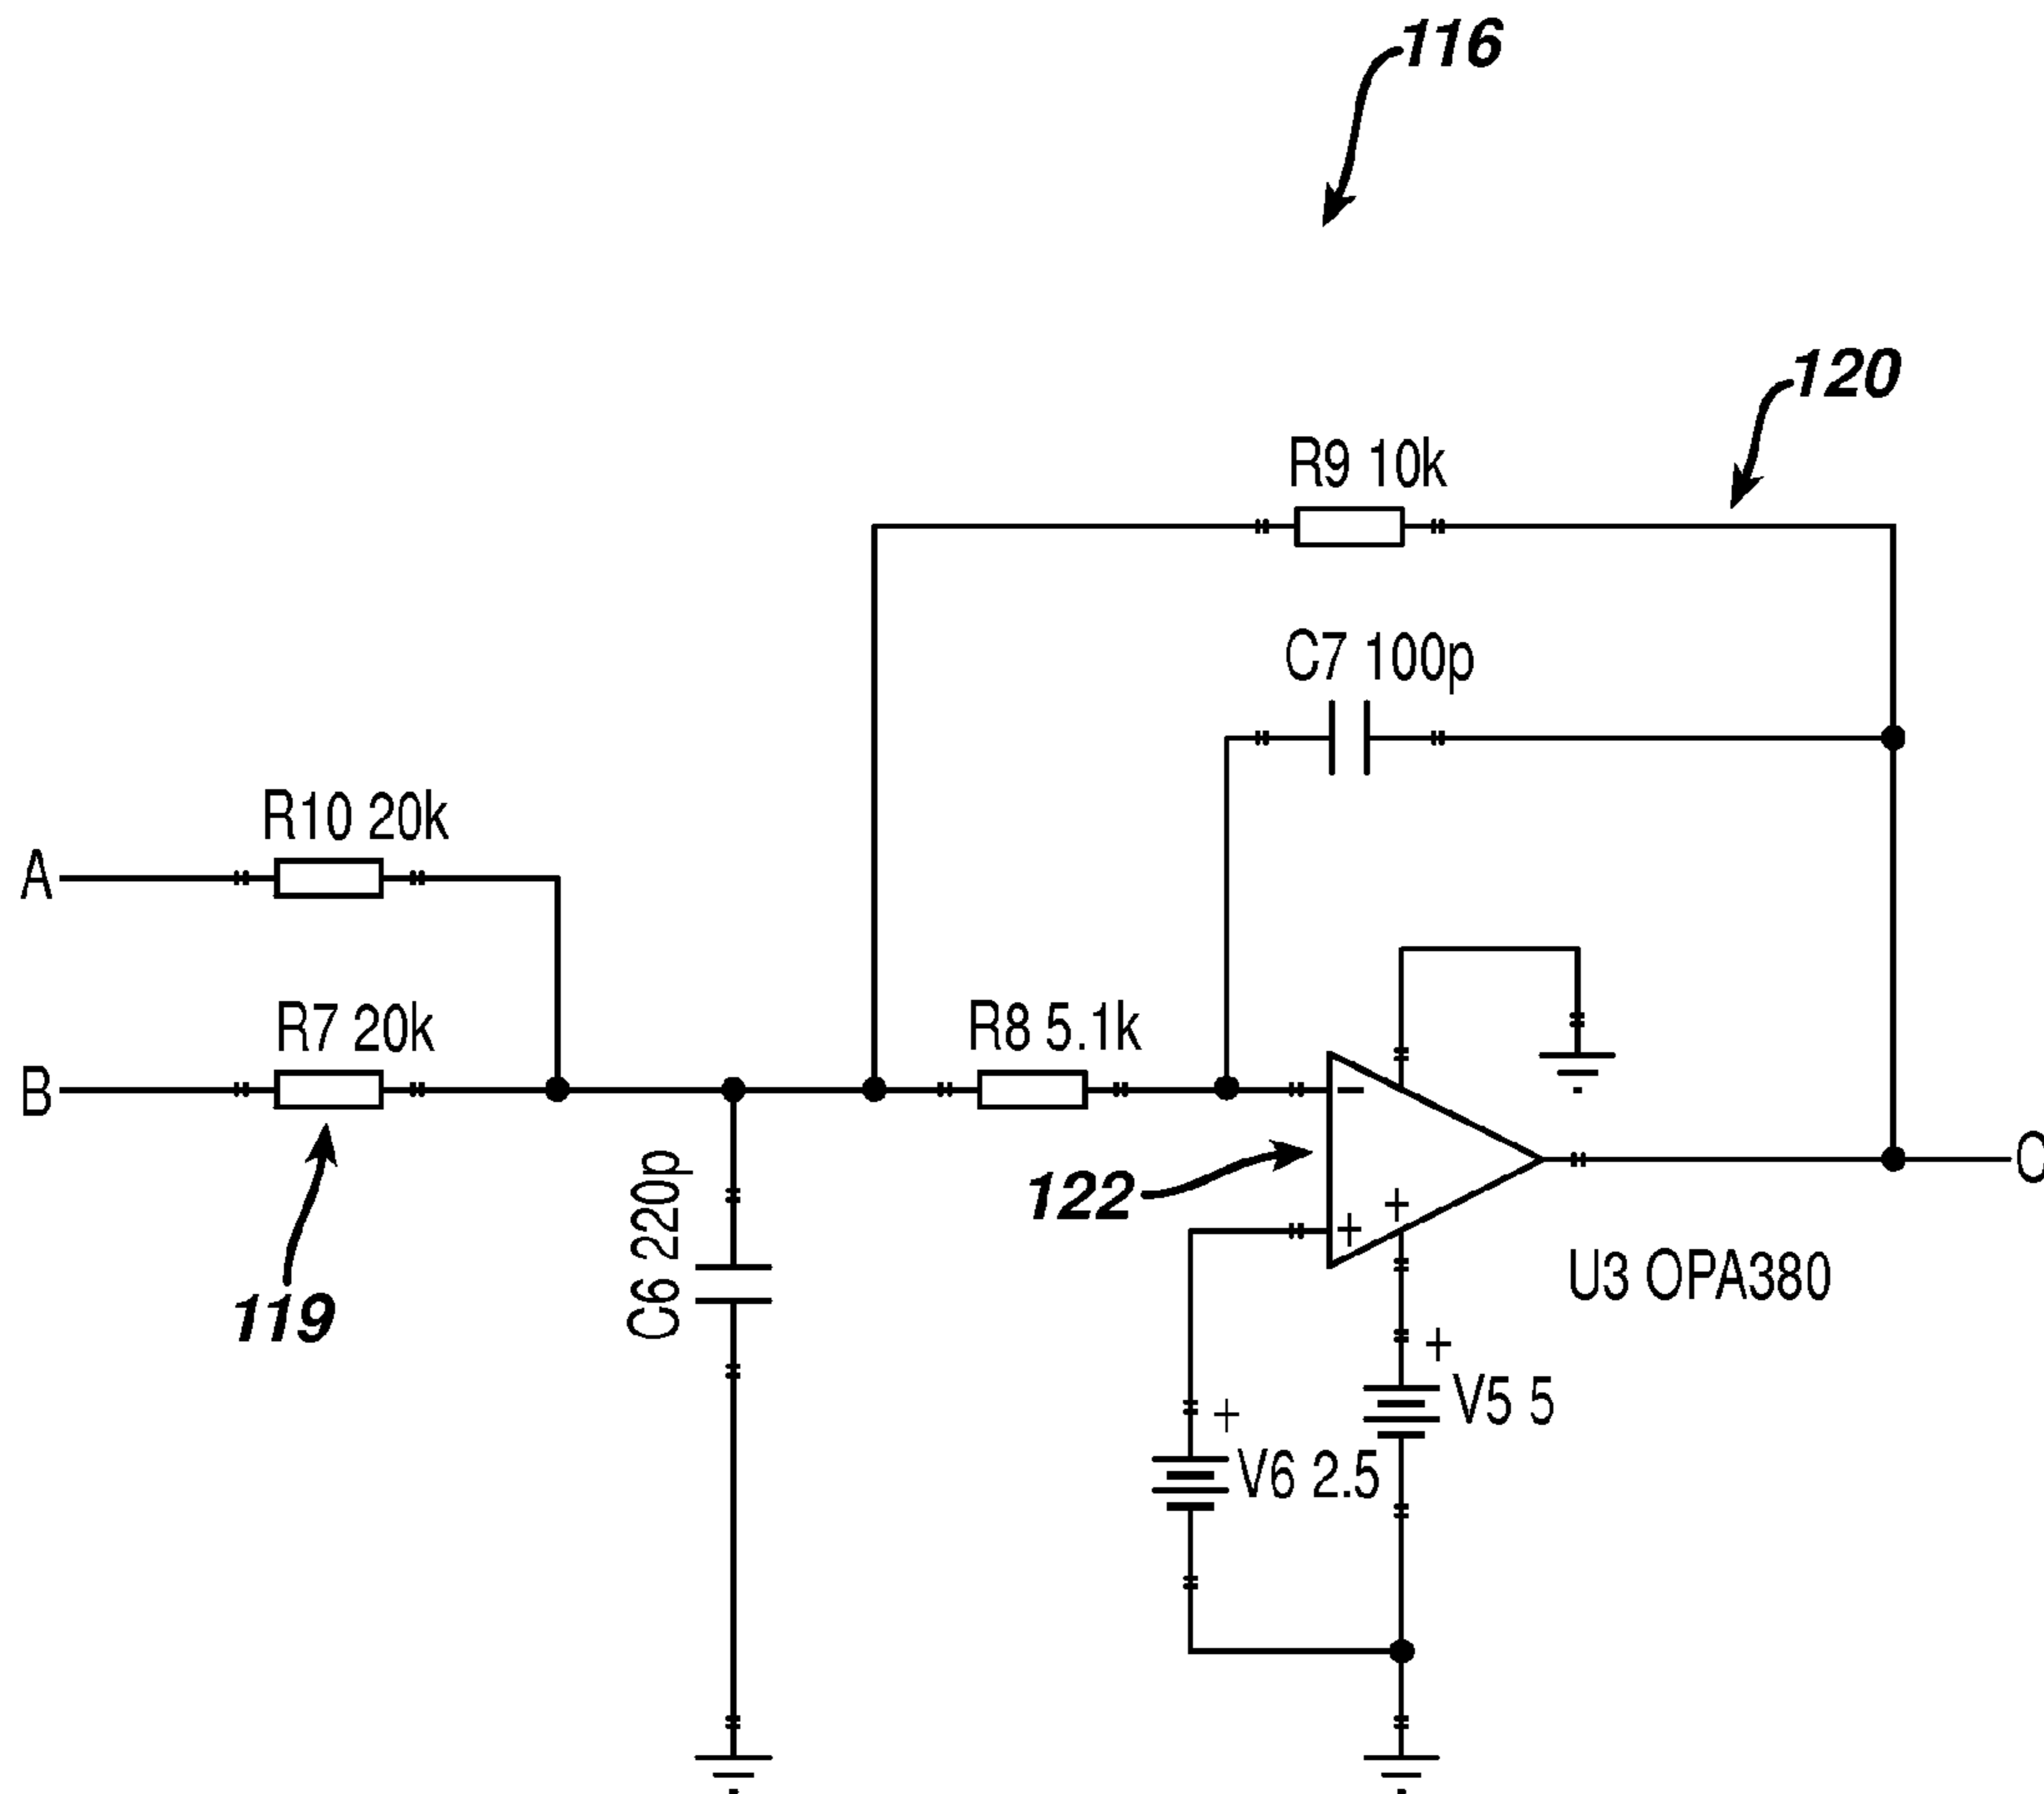 116
120
R9 10k
C7 100p
R10 20k
A
R7 20k
R8 5.1k
B
−
122
+
+
C6 220p
119
U3 OPA380
+
V5 5
+
V6 2.5